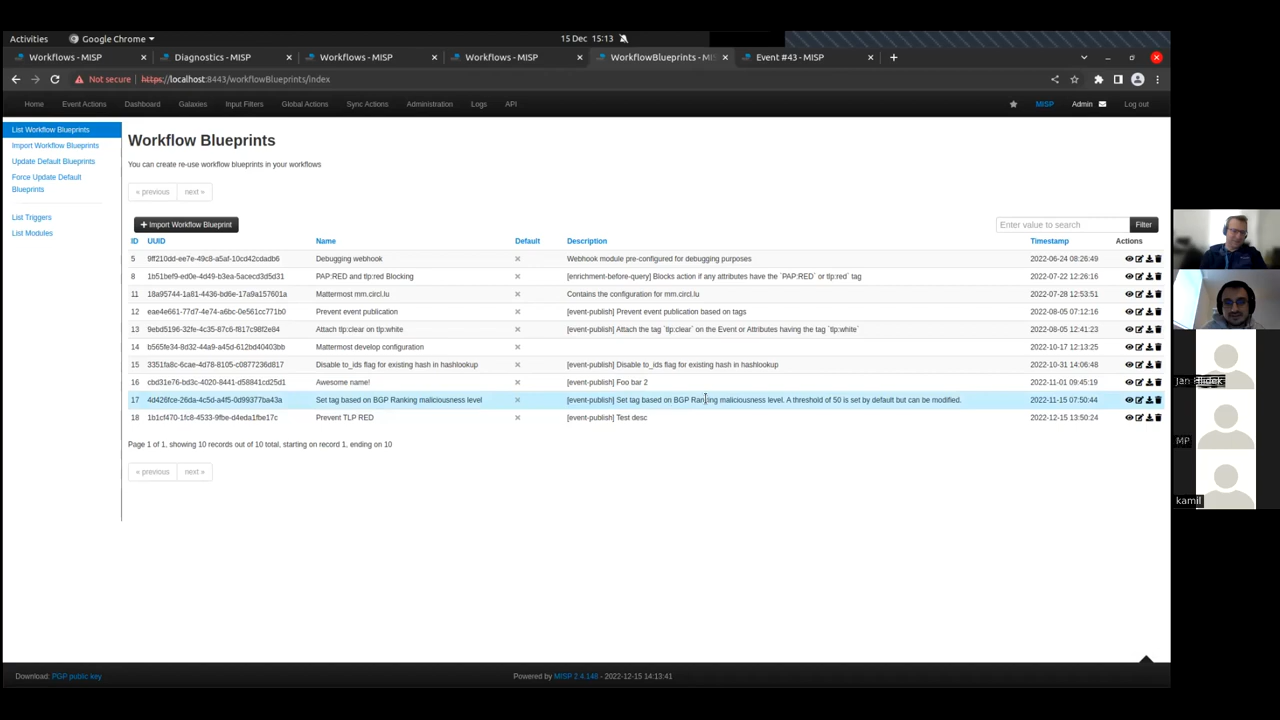 Activities Google Chrome 15 Dec 15:13
Workflows - MISP Diagnostics - MISP Workflows - MISP Workflows - MISP WorkflowBlueprints - MIS Event #43 - MISP
Not secure https://localhost:8443/workflowBlueprints/index
Home Event Actions Dashboard Galaxies Input Filters Global Actions Sync Actions Administration Logs API MISP Admin Log out
List Workflow Blueprints
Import Workflow Blueprints
Update Default Blueprints
Force Update Default
Blueprints
List Triggers
List Modules
Workflow Blueprints
You can create re-use workflow blueprints in your workflows
« previous next »
Import Workflow Blueprint Enter value to search Filter
ID UUID Name Default Description Timestamp Actions
5 9ff210dd-ee7e-49c8-a5af-10cd42cdadb6 Debugging webhook Webhook module pre-configured for debugging purposes 2022-06-24 08:26:49
8 1b51bef9-ed0e-4d49-b3ea-5acecd3d5d31 PAP:RED and tlp:red Blocking [enrichment-before-query] Blocks action if any attributes have the `PAP:RED` or `tlp:red` tag 2022-07-22 12:26:16
11 18a95744-1a81-4436-bd6e-17a9a157601a Mattermost mm.circl.lu Contains the configuration for mm.circl.lu 2022-07-28 12:53:51
12 eae4e661-77d7-4e74-a6bc-0e561cc771b0 Prevent event publication [event-publish] Prevent event publication based on tags 2022-08-05 07:12:16
13 9ebd5196-32fe-4c35-87c6-f817c98f2e84 Attach tlp:clear on tlp:white [event-publish] Attach the tag `tlp:clear` on the Event or Attributes having the tag `tlp:white` 2022-08-05 12:41:23
14 b565fe34-8d32-44a9-a45d-612bd40403bb Mattermost develop configuration 2022-10-17 12:13:25
15 3351fa8c-6cae-4d78-8105-c0877236d817 Disable to_ids flag for existing hash in hashlookup [event-publish] Disable to_ids flag for existing hash in hashlookup 2022-10-31 14:06:48
16 cbd31e76-bd3c-4020-8441-d58841cd25d1 Awesome name! [event-publish] Foo bar 2 2022-11-01 09:45:19
17 4d426fce-26da-4c5d-a4f5-0d99377ba43a Set tag based on BGP Ranking maliciousness level [event-publish] Set tag based on BGP Ranking maliciousness level. A threshold of 50 is set by default but can be modified. 2022-11-15 07:50:44
18 1b1cf470-1fc8-4533-9fbe-d4eda1fbe17c Prevent TLP RED [event-publish] Test desc 2022-12-15 13:50:24
Page 1 of 1, showing 10 records out of 10 total, starting on record 1, ending on 10
« previous next »
Download: PGP public key Powered by MISP 2.4.148 - 2022-12-15 14:13:41
Jan
MP
kamil